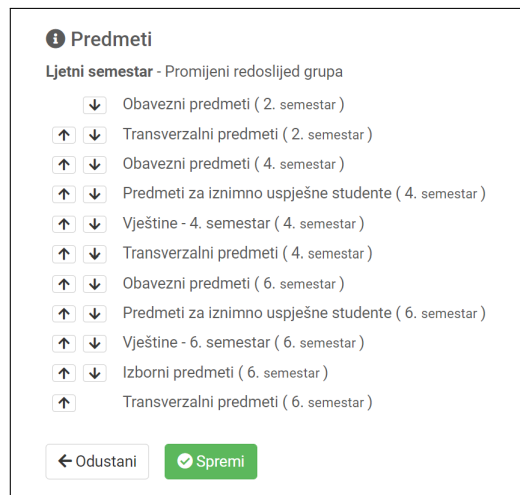 Predmeti
Ljetni semestar - Promijeni redoslijed grupa
Obavezni predmeti ( 2. semestar )
Transverzalni predmeti ( 2. semestar )
Obavezni predmeti ( 4. semestar )
Predmeti za iznimno uspješne studente ( 4. semestar )
Vještine - 4. semestar ( 4. semestar )
Transverzalni predmeti ( 4. semestar )
Obavezni predmeti ( 6. semestar )
Predmeti za iznimno uspješne studente ( 6. semestar )
Vještine - 6. semestar ( 6. semestar )
Izborni predmeti ( 6. semestar )
Transverzalni predmeti ( 6. semestar )
Odustani Spremi